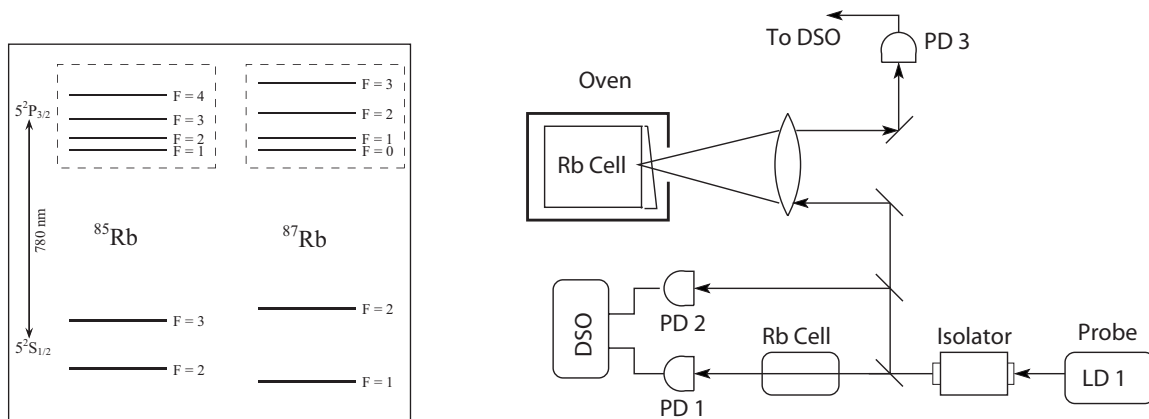 5²P3/2
780 nm
5²S1/2
F = 4
F = 3
F = 2
F = 1
⁸⁵Rb
F = 3
F = 2
F = 3
F = 2
F = 1
F = 0
⁸⁷Rb
F = 2
F = 1
To DSO
PD 3
Oven
Rb Cell
DSO
PD 2
PD 1
Rb Cell
Isolator
Probe
LD 1